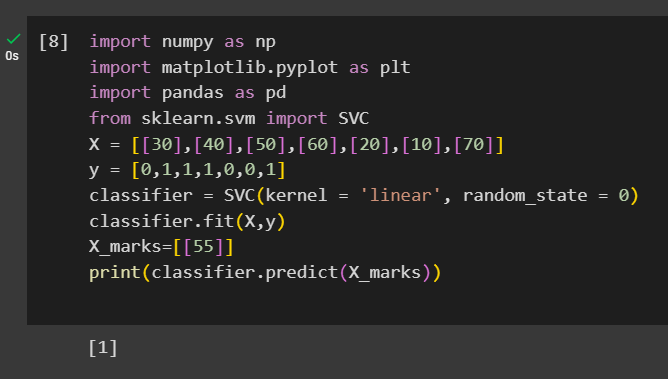 [8] import numpy as np
0s
import matplotlib.pyplot as plt
import pandas as pd
from sklearn.svm import SVC
X = [[30],[40],[50],[60],[20],[10],[70]]
y = [0,1,1,1,0,0,1]
classifier = SVC(kernel = 'linear', random_state = 0)
classifier.fit(X,y)
X_marks=[[55]]
print(classifier.predict(X_marks))
[1]